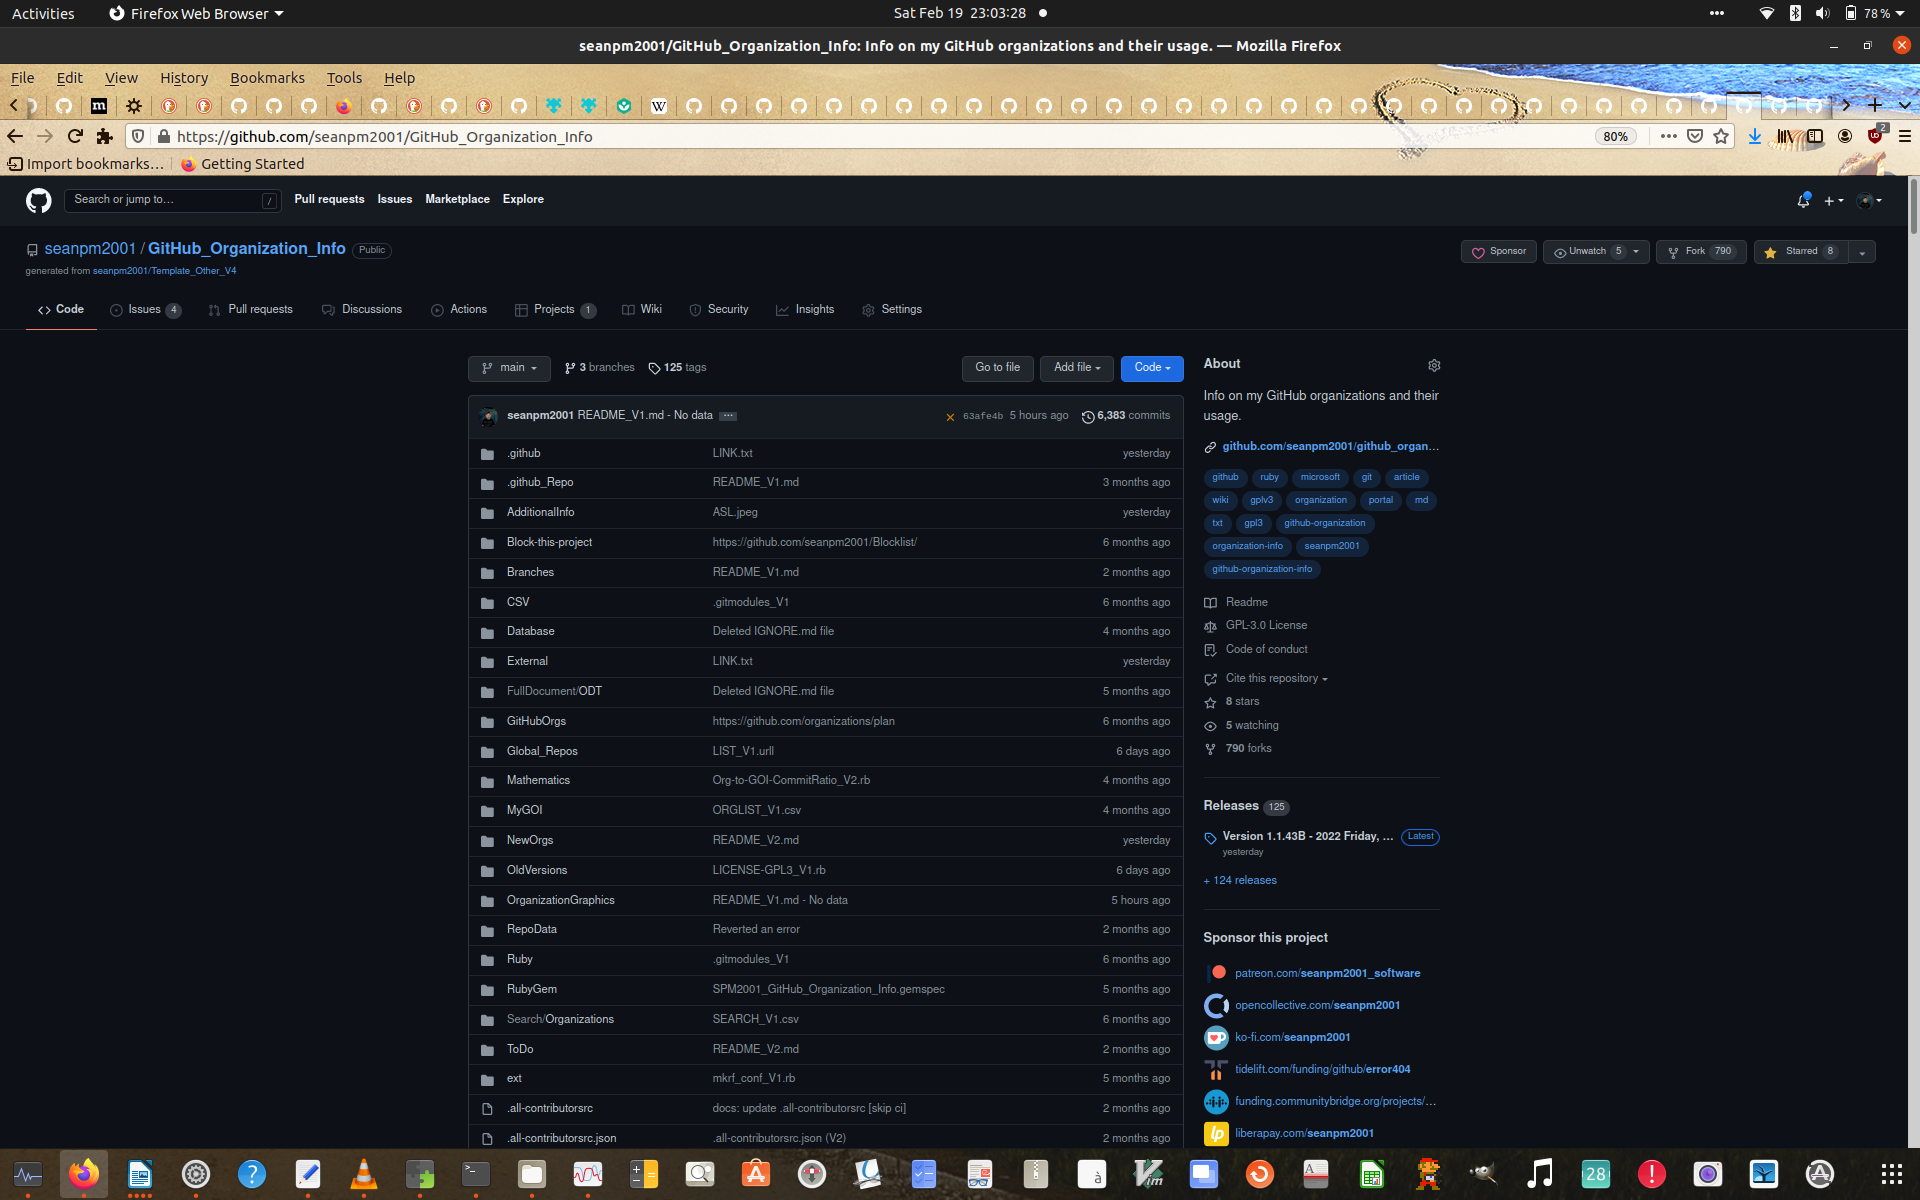 Activities Firefox Web Browser Sat Feb 19 23:03:28 78 %
seanpm2001/GitHub_Organization_Info: Info on my GitHub organizations and their usage. — Mozilla Firefox
File Edit View History Bookmarks Tools Help
https://github.com/seanpm2001/GitHub_Organization_Info 80% 2
Import bookmarks… Getting Started
Search or jump to… / Pull requests Issues Marketplace Explore
seanpm2001 / GitHub_Organization_Info Public
generated from seanpm2001/Template_Other_V4
Sponsor Unwatch 5 Fork 790 Starred 8
Code Issues 4 Pull requests Discussions Actions Projects 1 Wiki Security Insights Settings
main 3 branches 125 tags Go to file Add file Code
seanpm2001 README_V1.md - No data 63afe4b 5 hours ago 6,383 commits
.github LINK.txt yesterday
.github_Repo README_V1.md 3 months ago
AdditionalInfo ASL.jpeg yesterday
Block-this-project https://github.com/seanpm2001/Blocklist/ 6 months ago
Branches README_V1.md 2 months ago
CSV .gitmodules_V1 6 months ago
Database Deleted IGNORE.md file 4 months ago
External LINK.txt yesterday
FullDocument/ODT Deleted IGNORE.md file 5 months ago
GitHubOrgs https://github.com/organizations/plan 6 months ago
Global_Repos LIST_V1.urll 6 days ago
Mathematics Org-to-GOI-CommitRatio_V2.rb 4 months ago
MyGOI ORGLIST_V1.csv 4 months ago
NewOrgs README_V2.md yesterday
OldVersions LICENSE-GPL3_V1.rb 6 days ago
OrganizationGraphics README_V1.md - No data 5 hours ago
RepoData Reverted an error 2 months ago
Ruby .gitmodules_V1 6 months ago
RubyGem SPM2001_GitHub_Organization_Info.gemspec 5 months ago
Search/Organizations SEARCH_V1.csv 6 months ago
ToDo README_V2.md 2 months ago
ext mkrf_conf_V1.rb 5 months ago
.all-contributorsrc docs: update .all-contributorsrc [skip ci] 2 months ago
.all-contributorsrc.json .all-contributorsrc.json (V2) 2 months ago
About
Info on my GitHub organizations and their
usage.
github.com/seanpm2001/github_organ…
github ruby microsoft git article
wiki gplv3 organization portal md
txt gpl3 github-organization
organization-info seanpm2001
github-organization-info
Readme
GPL-3.0 License
Code of conduct
Cite this repository
8 stars
5 watching
790 forks
Releases 125
Version 1.1.43B - 2022 Friday, … Latest
yesterday
+ 124 releases
Sponsor this project
patreon.com/seanpm2001_software
opencollective.com/seanpm2001
ko-fi.com/seanpm2001
tidelift.com/funding/github/error404
funding.communitybridge.org/projects/…
liberapay.com/seanpm2001
28